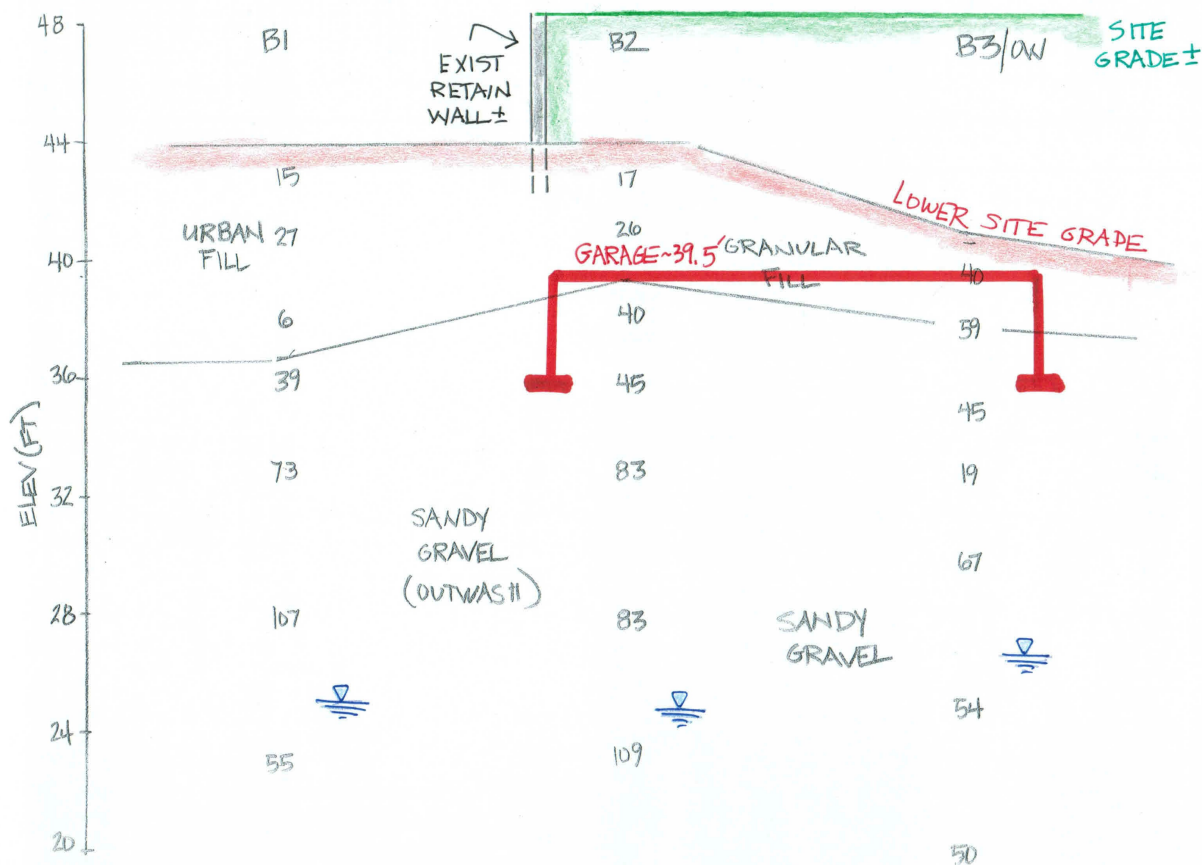 48
B1
B2
B3/OW
SITE
GRADE ±
EXIST
RETAIN
WALL ±
44
15
17
LOWER SITE GRADE
URBAN
FILL
27
26
-
40
GARAGE ~39.5'
GRANULAR
FILL
40
6
40
59
36
39
45
45
ELEV (FT)
73
83
19
32
SANDY
GRAVEL
(OUTWASH)
67
28
107
83
SANDY
GRAVEL
54
24
55
109
20
50